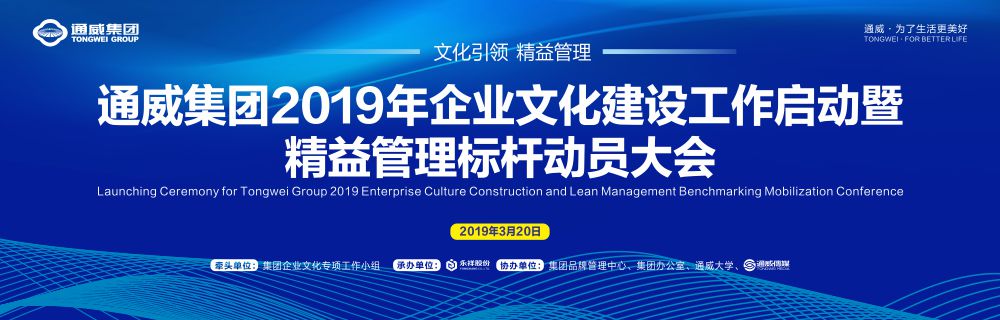 通威集团
TONGWEI GROUP
通威·为了生活更美好
TONGWEI·FOR BETTER LIFE
文化引领 精益管理
通威集团2019年企业文化建设工作启动暨
精益管理标杆动员大会
Launching Ceremony for Tongwei Group 2019 Enterprise Culture Construction and Lean Management Benchmarking Mobilization Conference
2019年3月20日
牵头单位：集团企业文化专项工作小组 承办单位：永祥股份 协办单位：集团品牌管理中心、集团办公室、通威大学、通威传媒
TONGWEI MEDIA